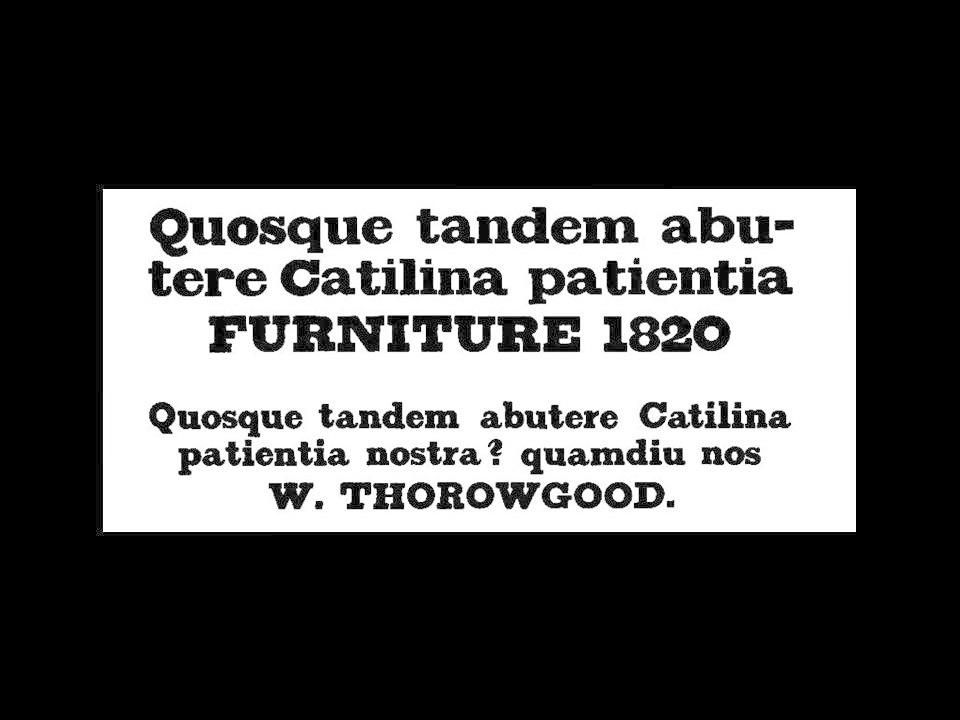 Quosque tandem abu-
tere Catilina patientia
FURNITURE 1820
Quosque tandem abutere Catilina
patientia nostra? quamdiu nos
W. THOROWGOOD.